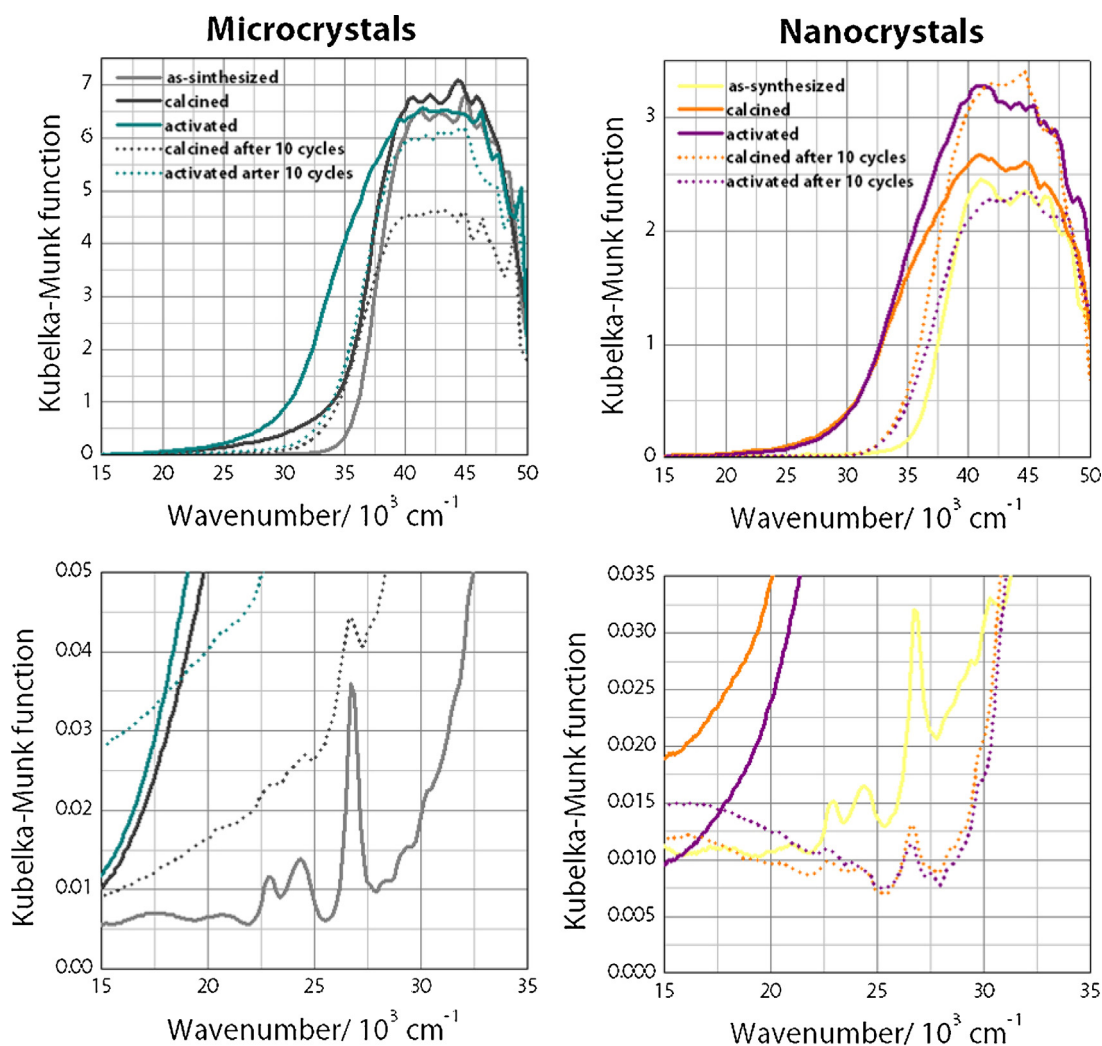 Microcrystals
Kubelka-Munk function
7
6
5
4
3
2
1
0
as-sinthesized
calcined
activated
calcined after 10 cycles
activated arter 10 cycles
15 20 25 30 35 40 45 50
Wavenumber/ 10³ cm⁻¹
Nanocrystals
Kubelka-Munk function
3
2
1
0
as-synthesized
calcined
activated
calcined after 10 cycles
activated after 10 cycles
15 20 25 30 35 40 45 50
Wavenumber/ 10³ cm⁻¹
Kubelka-Munk function
0.05
0.04
0.03
0.02
0.01
0.00
15 20 25 30 35
Wavenumber/ 10³ cm⁻¹
Kubelka-Munk function
0.035
0.030
0.025
0.020
0.015
0.010
0.005
0.000
15 20 25 30 35
Wavenumber/ 10³ cm⁻¹